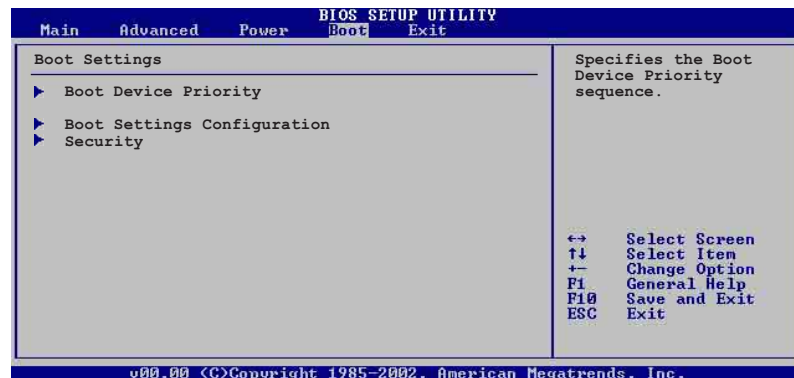 BIOS SETUP UTILITY
Main Advanced Power Boot Exit
Boot Settings
Boot Device Priority
Boot Settings Configuration
Security
Specifies the Boot
Device Priority
sequence.
←→ Select Screen
↑↓ Select Item
+- Change Option
F1 General Help
F10 Save and Exit
ESC Exit
v00.00 (C)Copyright 1985-2002, American Megatrends, Inc.